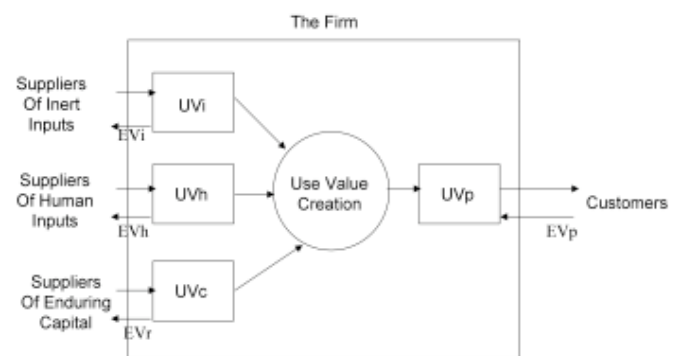 The Firm
Suppliers
Of Inert
Inputs
UVi
EVi
Suppliers
Of Human
Inputs
UVh
EVh
Use Value
Creation
UVp
Customers
EVp
Suppliers
Of Enduring
Capital
UVc
EVr